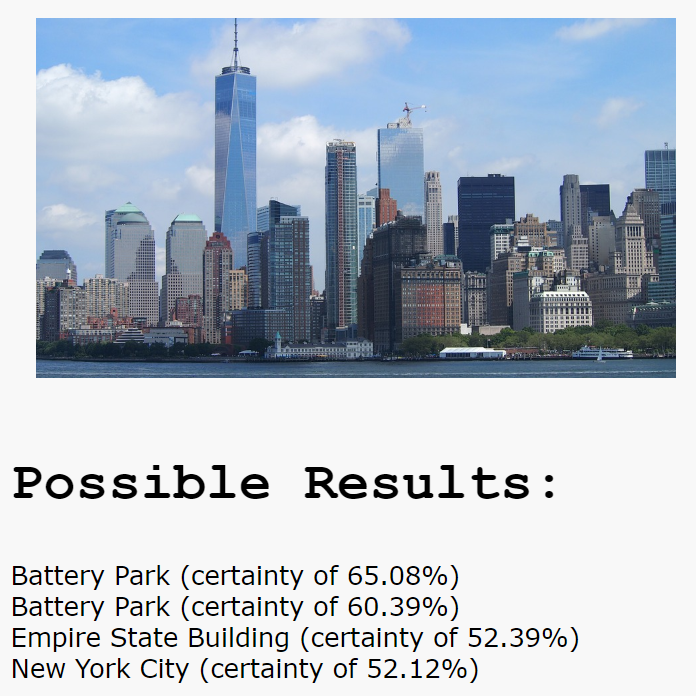 Possible Results:
Battery Park (certainty of 65.08%)
Battery Park (certainty of 60.39%)
Empire State Building (certainty of 52.39%)
New York City (certainty of 52.12%)